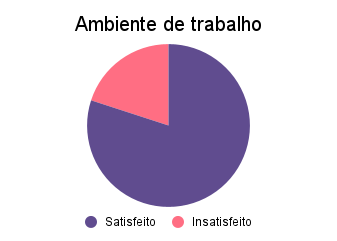 Ambiente de trabalho
Satisfeito Insatisfeito